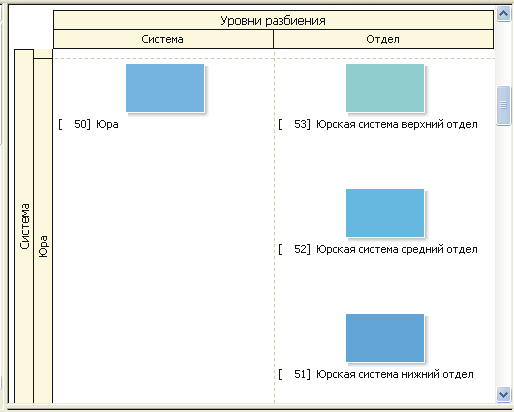 Уровни разбиения
Система Отдел
[ 50] Юра
[ 53] Юрская система верхний отдел
[ 52] Юрская система средний отдел
[ 51] Юрская система нижний отдел
Система
Юра